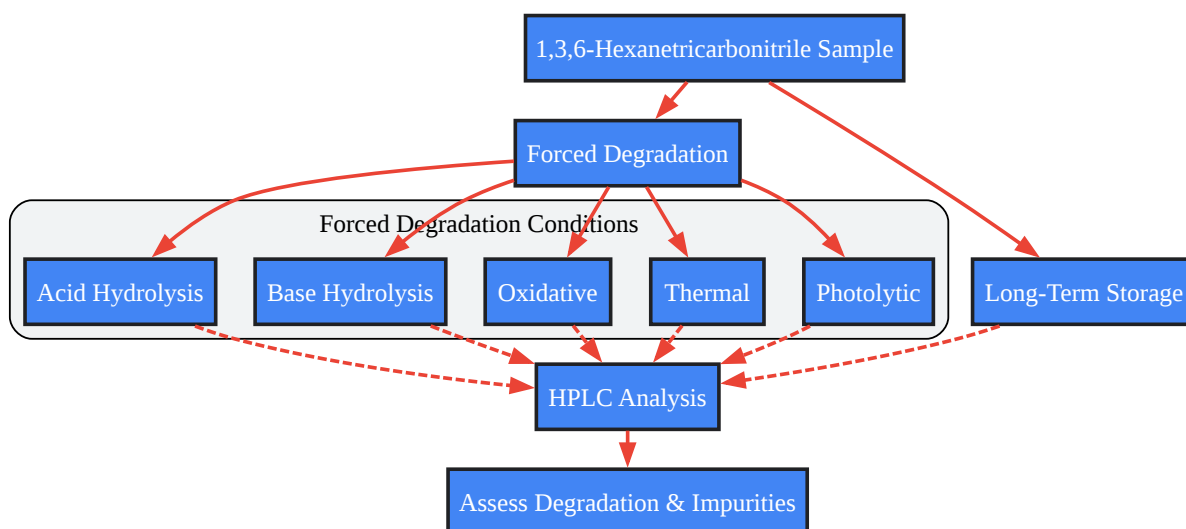 1,3,6-Hexanetricarbonitrile Sample
Forced Degradation
Forced Degradation Conditions
Acid Hydrolysis
Base Hydrolysis
Oxidative
Thermal
Photolytic
Long-Term Storage
HPLC Analysis
Assess Degradation & Impurities